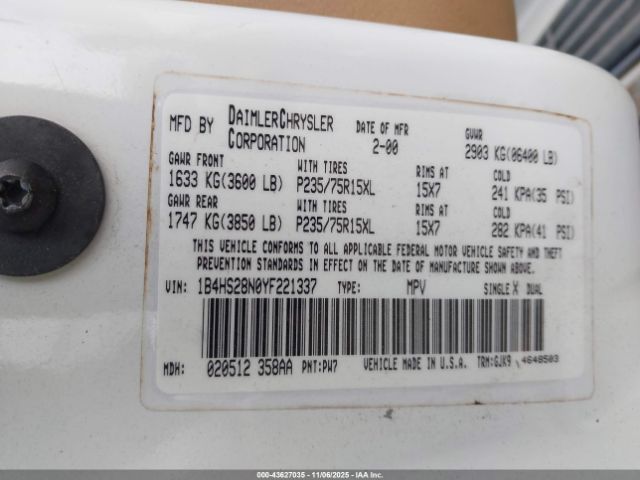 MFD BY DAIMLERCHRYSLER CORPORATION DATE OF MFR 2-00 GVWR 2903 KG(06400 LB)
GAWR FRONT WITH TIRES RIMS AT COLD
1633 KG(3600 LB) P235/75R15XL 15X7 241 KPA(35 PSI)
GAWR REAR WITH TIRES RIMS AT COLD
1747 KG(3850 LB) P235/75R15XL 15X7 282 KPA(41 PSI)
THIS VEHICLE CONFORMS TO ALL APPLICABLE FEDERAL MOTOR VEHICLE SAFETY AND THEFT
PREVENTION STANDARDS IN EFFECT ON THE DATE OF MANUFACTURE SHOWN ABOVE.
VIN: 1B4HS28N0YF221337 TYPE: MPV SINGLE X DUAL
MDH: 020512 358AA PNT:PW7 VEHICLE MADE IN U.S.A. TRM:GJK9 4648503
000-43627035 - 11/06/2025 - IAAI.COM